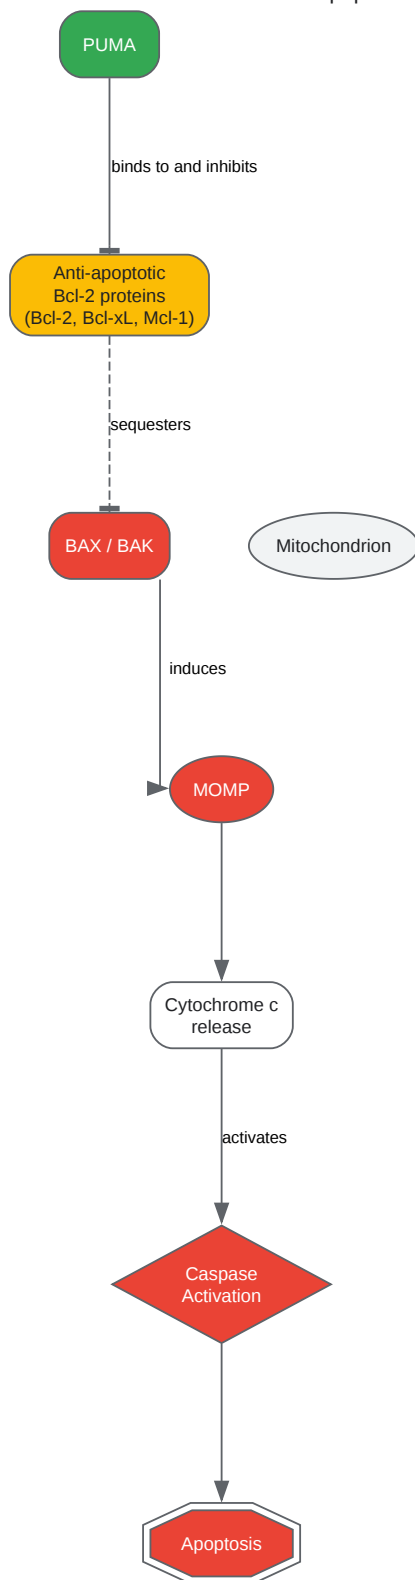 PUMA
binds to and inhibits
Anti-apoptotic
Bcl-2 proteins
(Bcl-2, Bcl-xL, Mcl-1)
sequesters
BAX / BAK
Mitochondrion
induces
MOMP
Cytochrome c
release
activates
Caspase
Activation
Apoptosis